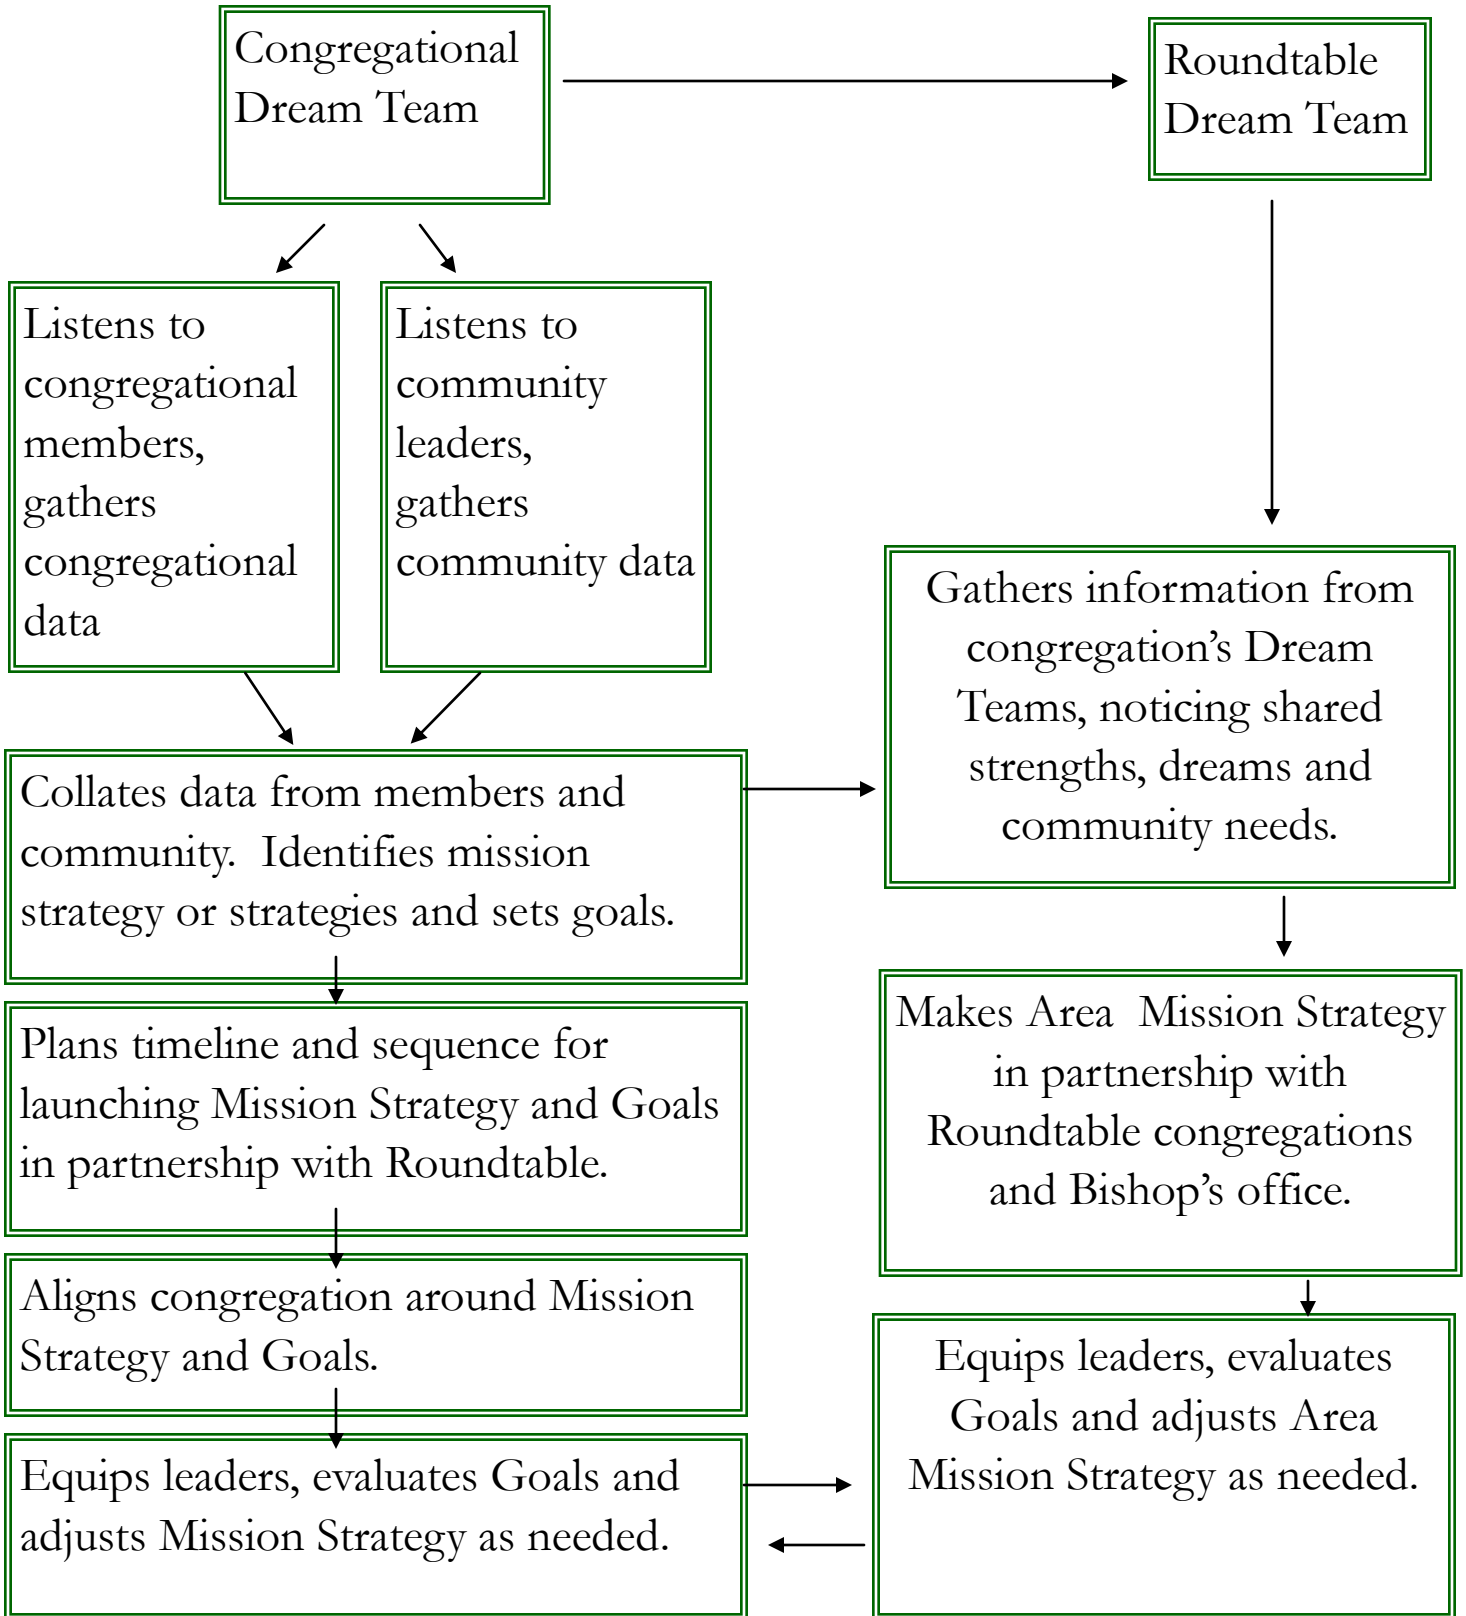 Congregational
Dream Team
Roundtable
Dream Team
Listens to
congregational
members,
gathers
congregational
data
Listens to
community
leaders,
gathers
community data
Collates data from members and
community.  Identifies mission
strategy or strategies and sets goals.
Plans timeline and sequence for
launching Mission Strategy and Goals
in partnership with Roundtable.
Aligns congregation around Mission
Strategy and Goals.
Equips leaders, evaluates Goals and
adjusts Mission Strategy as needed.
Gathers information from
congregation’s Dream
Teams, noticing shared
strengths, dreams and
community needs.
Makes Area  Mission Strategy
in partnership with
Roundtable congregations
and Bishop’s office.
Equips leaders, evaluates
Goals and adjusts Area
Mission Strategy as needed.